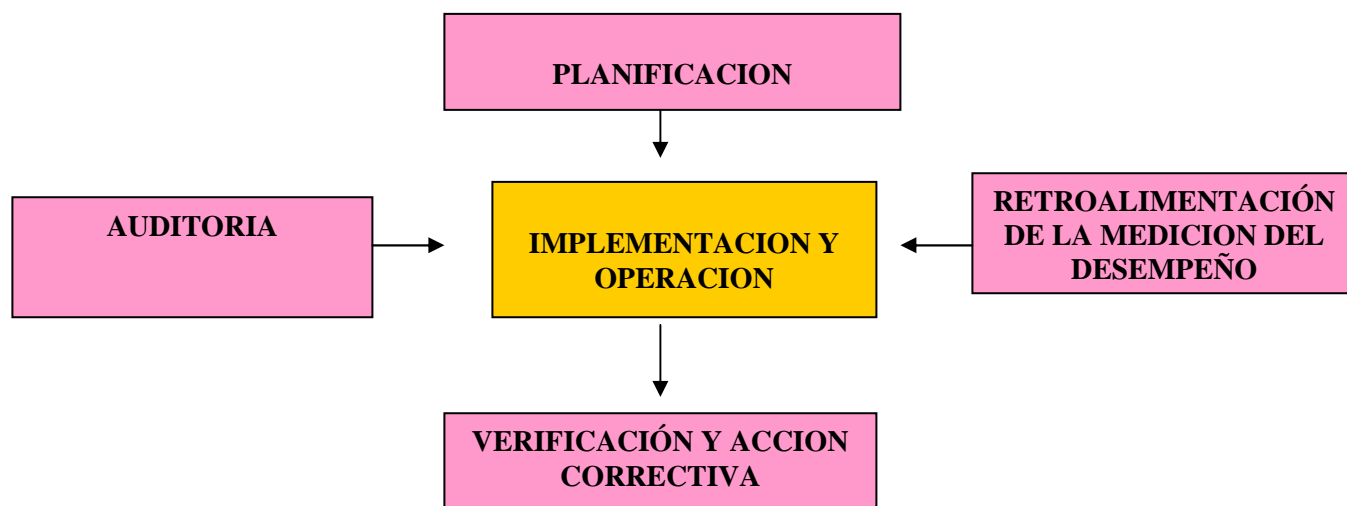 PLANIFICACION
AUDITORIA
IMPLEMENTACION Y
OPERACION
RETROALIMENTACIÓN
DE LA MEDICION DEL
DESEMPEÑO
VERIFICACIÓN Y ACCION
CORRECTIVA